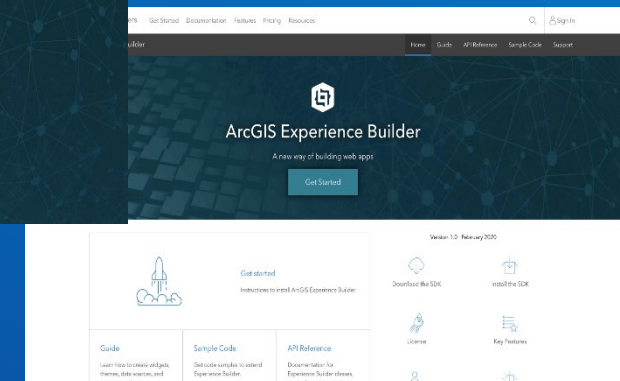 ers Get Started Documentation Features Pricing Resources Sign In
uilder Home Guide API Reference Sample Code Support
ArcGIS Experience Builder
A new way of building web apps
Get Started
Version 1.0 · February 2020
Get started
Instructions to install ArcGIS Experience Builder.
Download the SDK Install the SDK
License Key Features
Guide Sample Code API Reference
Learn how to create widgets, Get code samples to extend Documentation for
themes, data sources, and Experience Builder. Experience Builder classes,